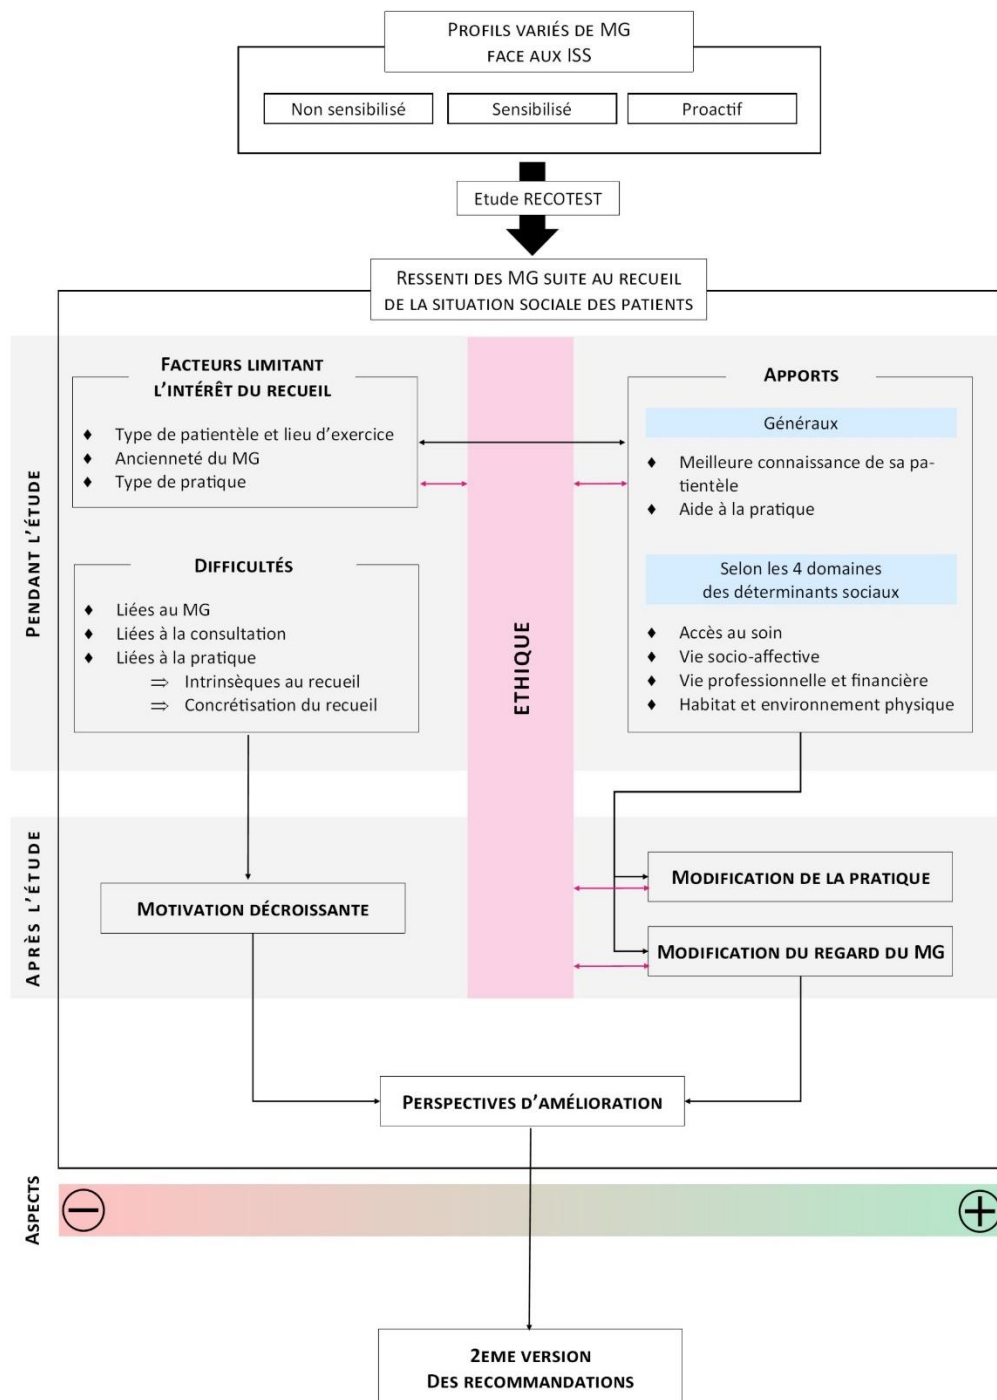 PROFILS VARIÉS DE MG
FACE AUX ISS
Non sensibilisé
Sensibilisé
Proactif
Etude RECOTEST
RESSENTI DES MG SUITE AU RECUEIL
DE LA SITUATION SOCIALE DES PATIENTS
PENDANT L'ÉTUDE
FACTEURS LIMITANT
L'INTÉRÊT DU RECUEIL
♦ Type de patientèle et lieu d'exercice
♦ Ancienneté du MG
♦ Type de pratique
DIFFICULTÉS
♦ Liées au MG
♦ Liées à la consultation
♦ Liées à la pratique
⇒ Intrinsèques au recueil
⇒ Concrétisation du recueil
ETHIQUE
APPORTS
Généraux
♦ Meilleure connaissance de sa pa-
tientèle
♦ Aide à la pratique
Selon les 4 domaines
des déterminants sociaux
♦ Accès au soin
♦ Vie socio-affective
♦ Vie professionnelle et financière
♦ Habitat et environnement physique
APRÈS L'ÉTUDE
MOTIVATION DÉCROISSANTE
MODIFICATION DE LA PRATIQUE
MODIFICATION DU REGARD DU MG
PERSPECTIVES D'AMÉLIORATION
ASPECTS
−
+
2EME VERSION
DES RECOMMANDATIONS